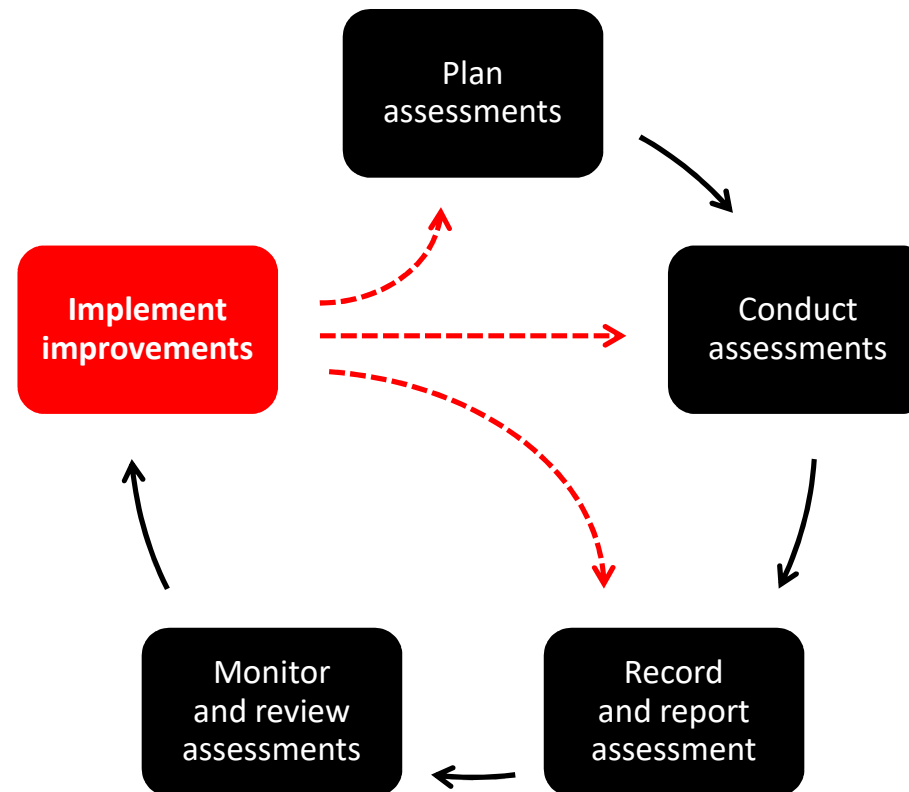 Plan
assessments
Implement
improvements
Conduct
assessments
Monitor
and review
assessments
Record
and report
assessment